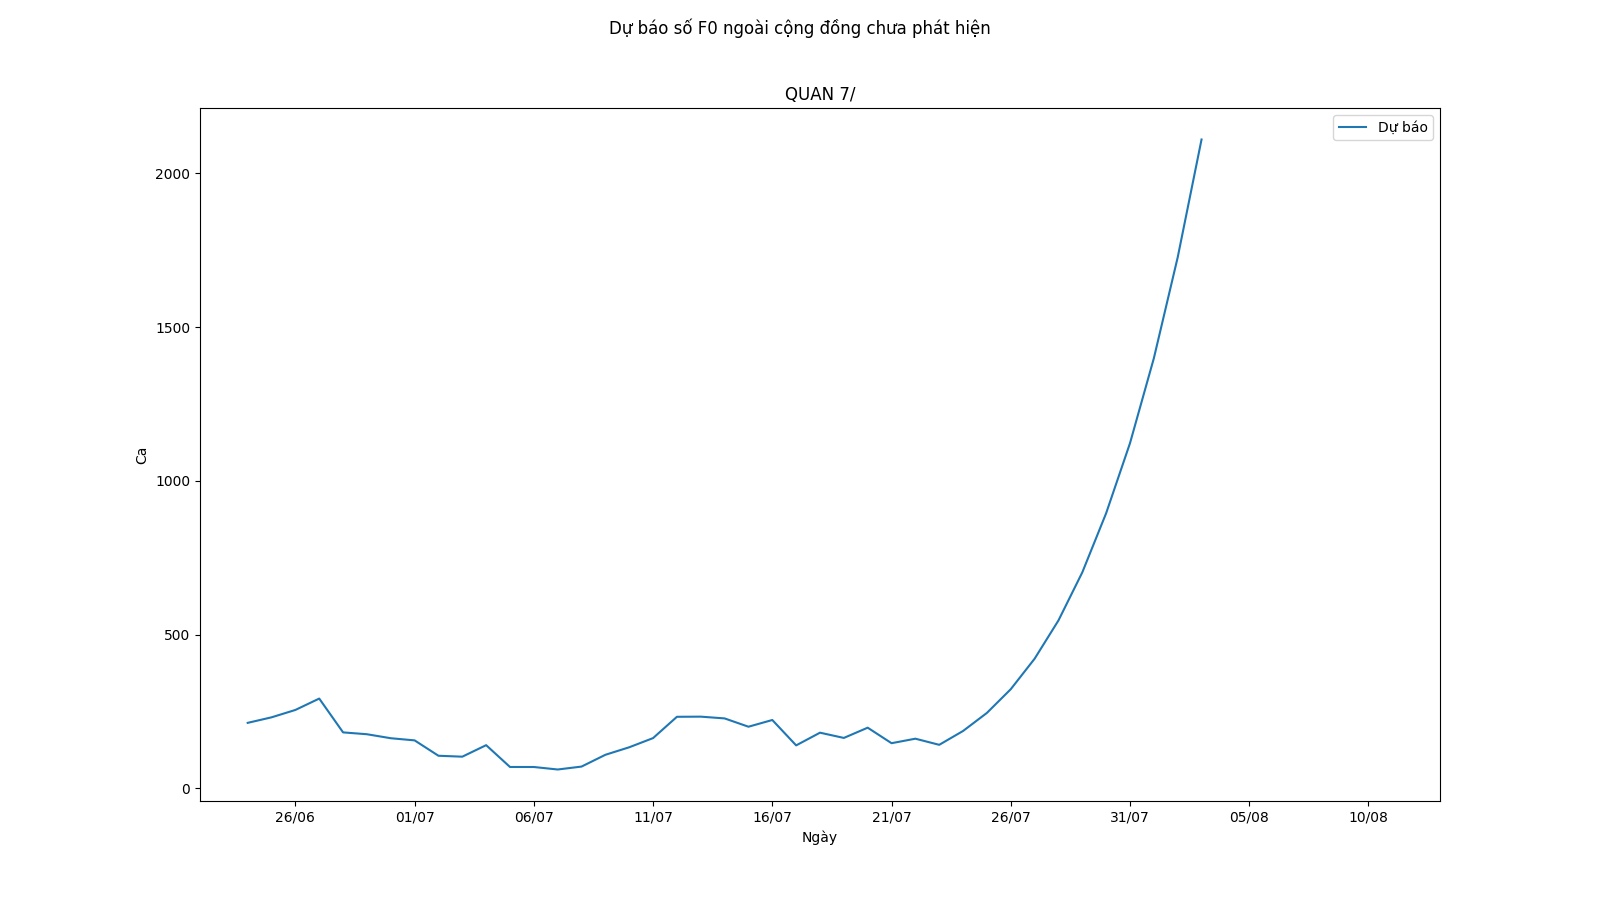 Dự báo số F0 ngoài cộng đồng chưa phát hiện
QUAN 7/
Dự báo
2000
1500
1000
500
0
Ca
26/06 01/07 06/07 11/07 16/07 21/07 26/07 31/07 05/08 10/08
Ngày